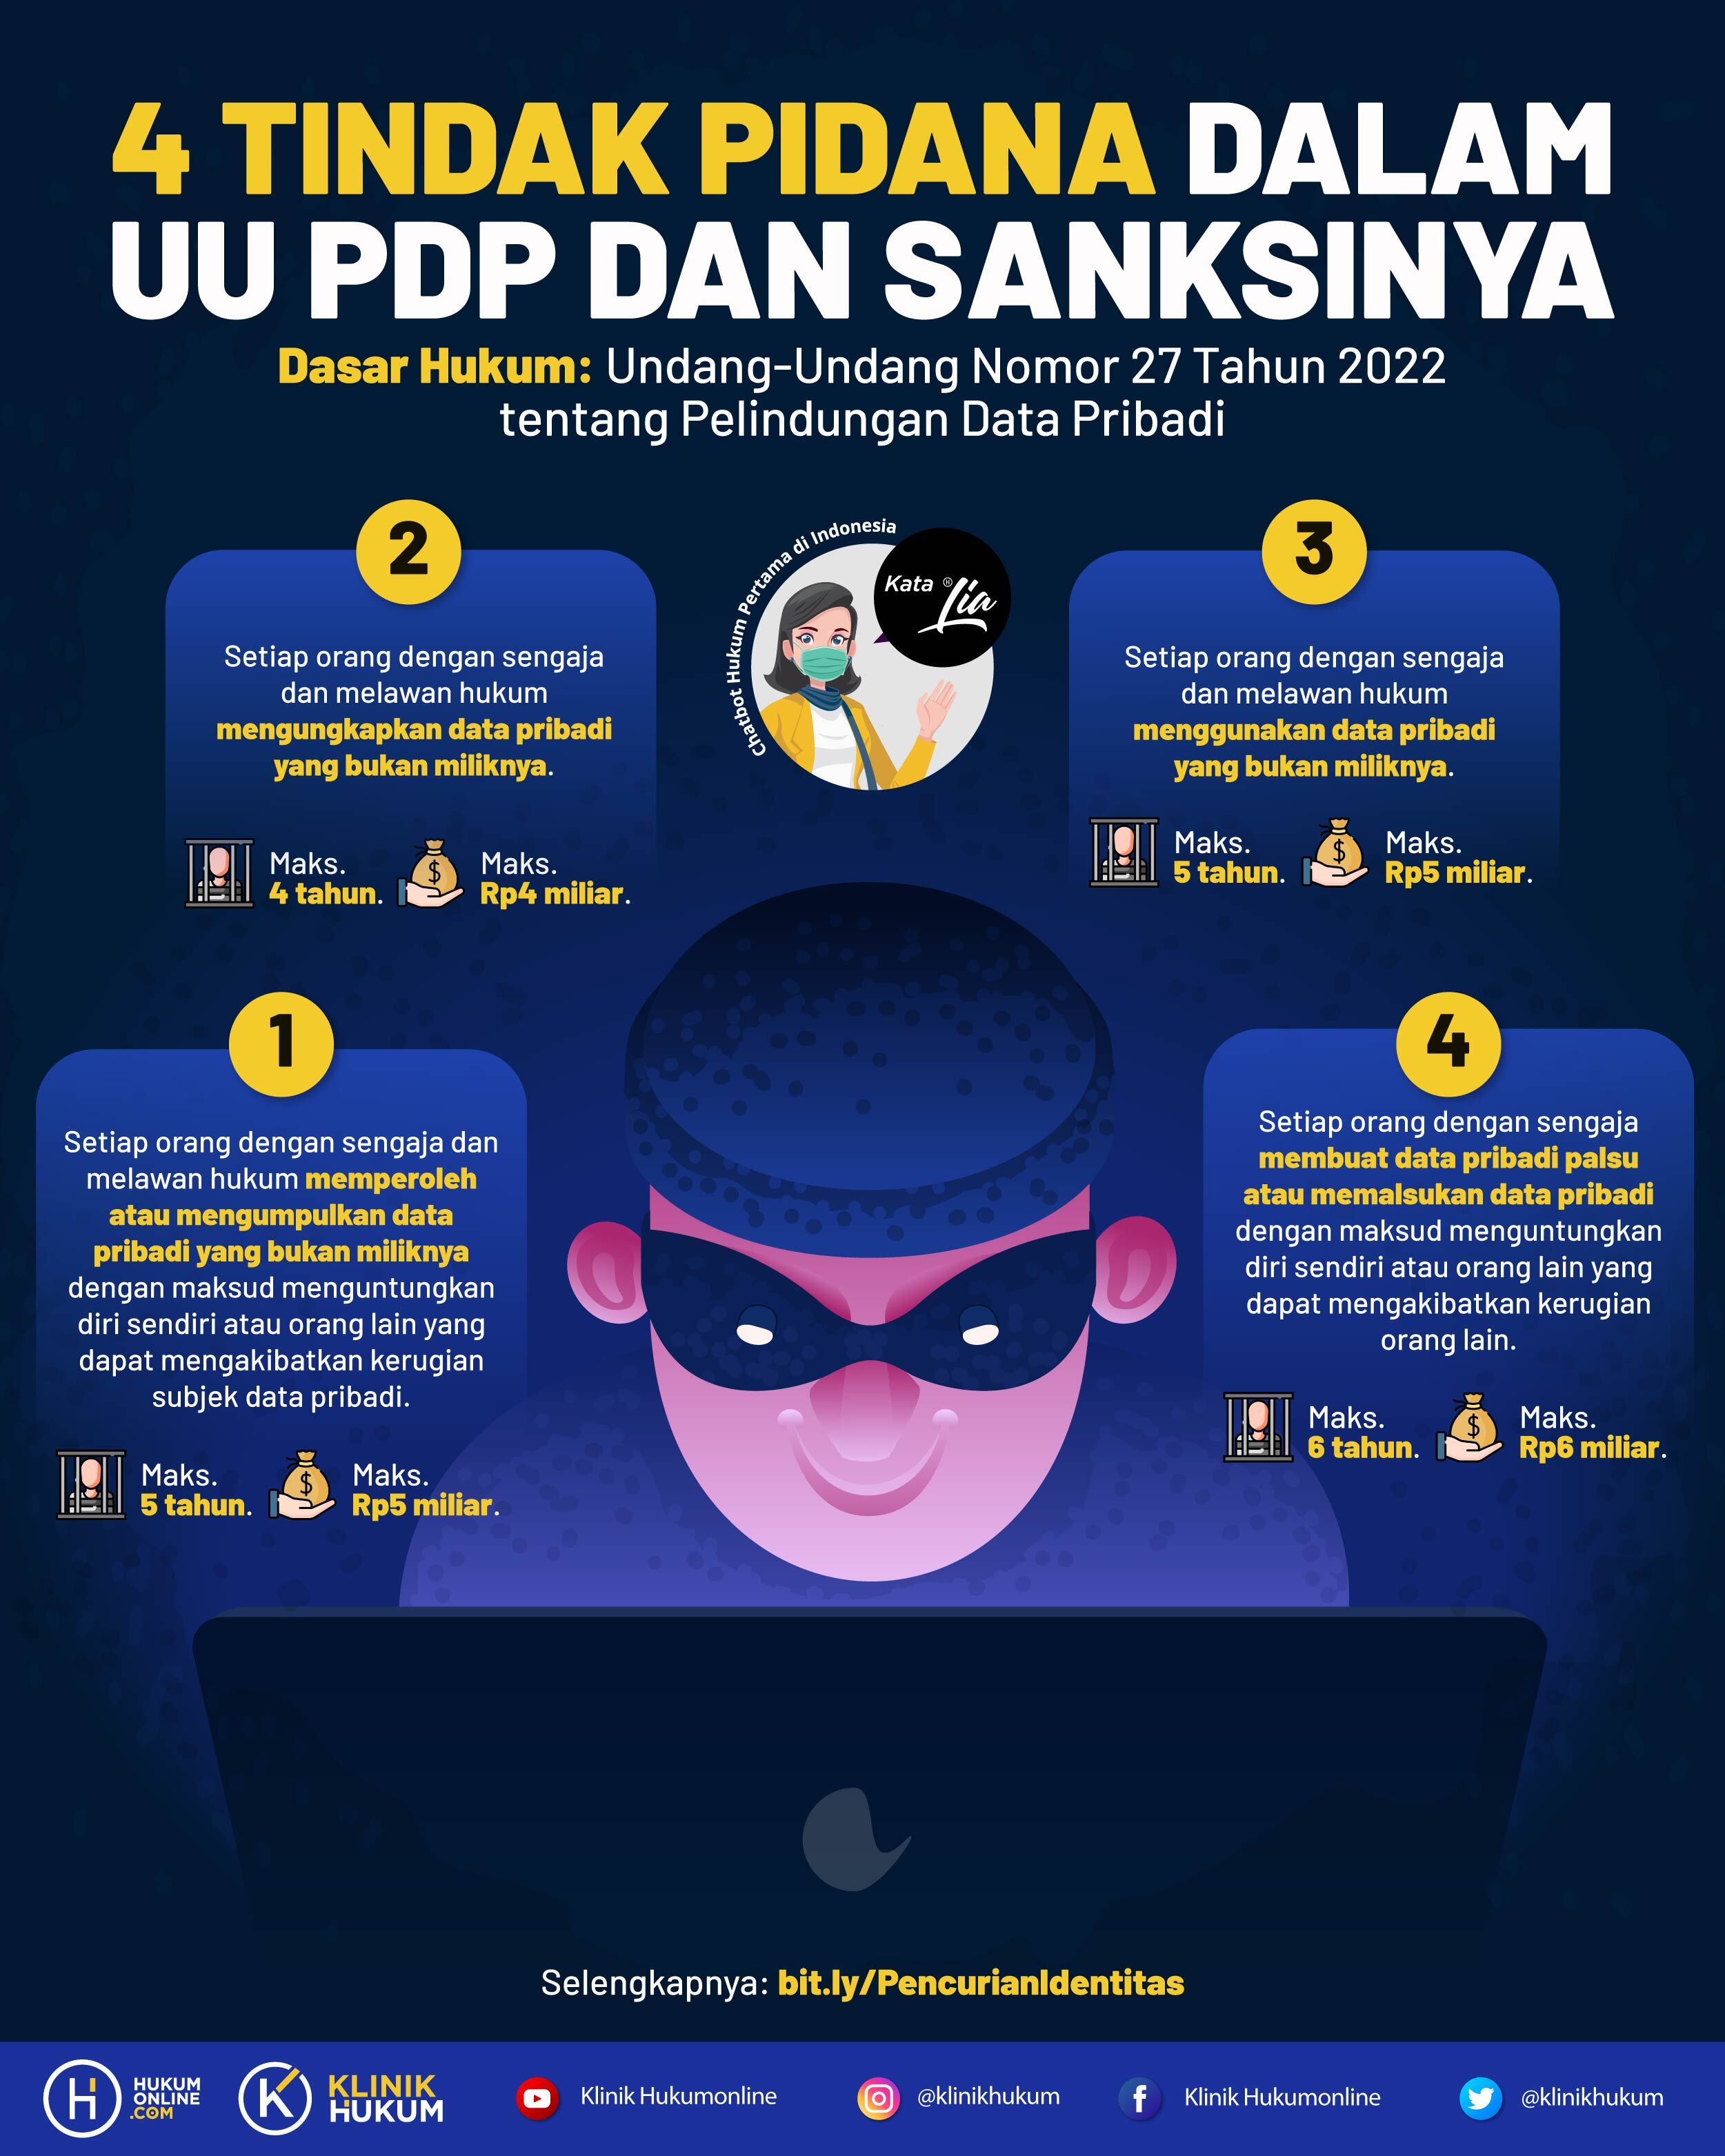 4 TINDAK PIDANA DALAM
UU PDP DAN SANKSINYA
Dasar Hukum: Undang-Undang Nomor 27 Tahun 2022
tentang Pelindungan Data Pribadi
Chatbot Hukum Pertama di Indonesia
Kata Lia
1
Setiap orang dengan sengaja dan
melawan hukum memperoleh
atau mengumpulkan data
pribadi yang bukan miliknya
dengan maksud menguntungkan
diri sendiri atau orang lain yang
dapat mengakibatkan kerugian
subjek data pribadi.
Maks.
5 tahun.
Maks.
Rp5 miliar.
2
Setiap orang dengan sengaja
dan melawan hukum
mengungkapkan data pribadi
yang bukan miliknya.
Maks.
4 tahun.
Maks.
Rp4 miliar.
3
Setiap orang dengan sengaja
dan melawan hukum
menggunakan data pribadi
yang bukan miliknya.
Maks.
5 tahun.
Maks.
Rp5 miliar.
4
Setiap orang dengan sengaja
membuat data pribadi palsu
atau memalsukan data pribadi
dengan maksud menguntungkan
diri sendiri atau orang lain yang
dapat mengakibatkan kerugian
orang lain.
Maks.
6 tahun.
Maks.
Rp6 miliar.
Selengkapnya: bit.ly/PencurianIdentitas
HUKUM
ONLINE
.COM
KLINIK
HUKUM
Klinik Hukumonline
@klinikhukum
Klinik Hukumonline
@klinikhukum